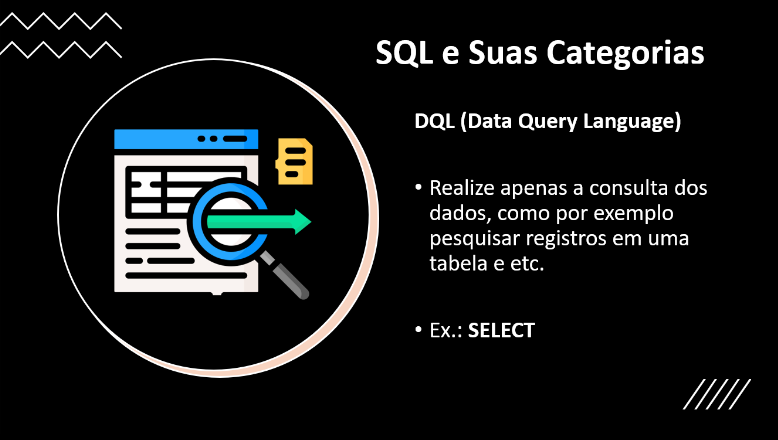 SQL e Suas Categorias
DQL (Data Query Language)
• Realize apenas a consulta dos
dados, como por exemplo
pesquisar registros em uma
tabela e etc.
• Ex.: SELECT